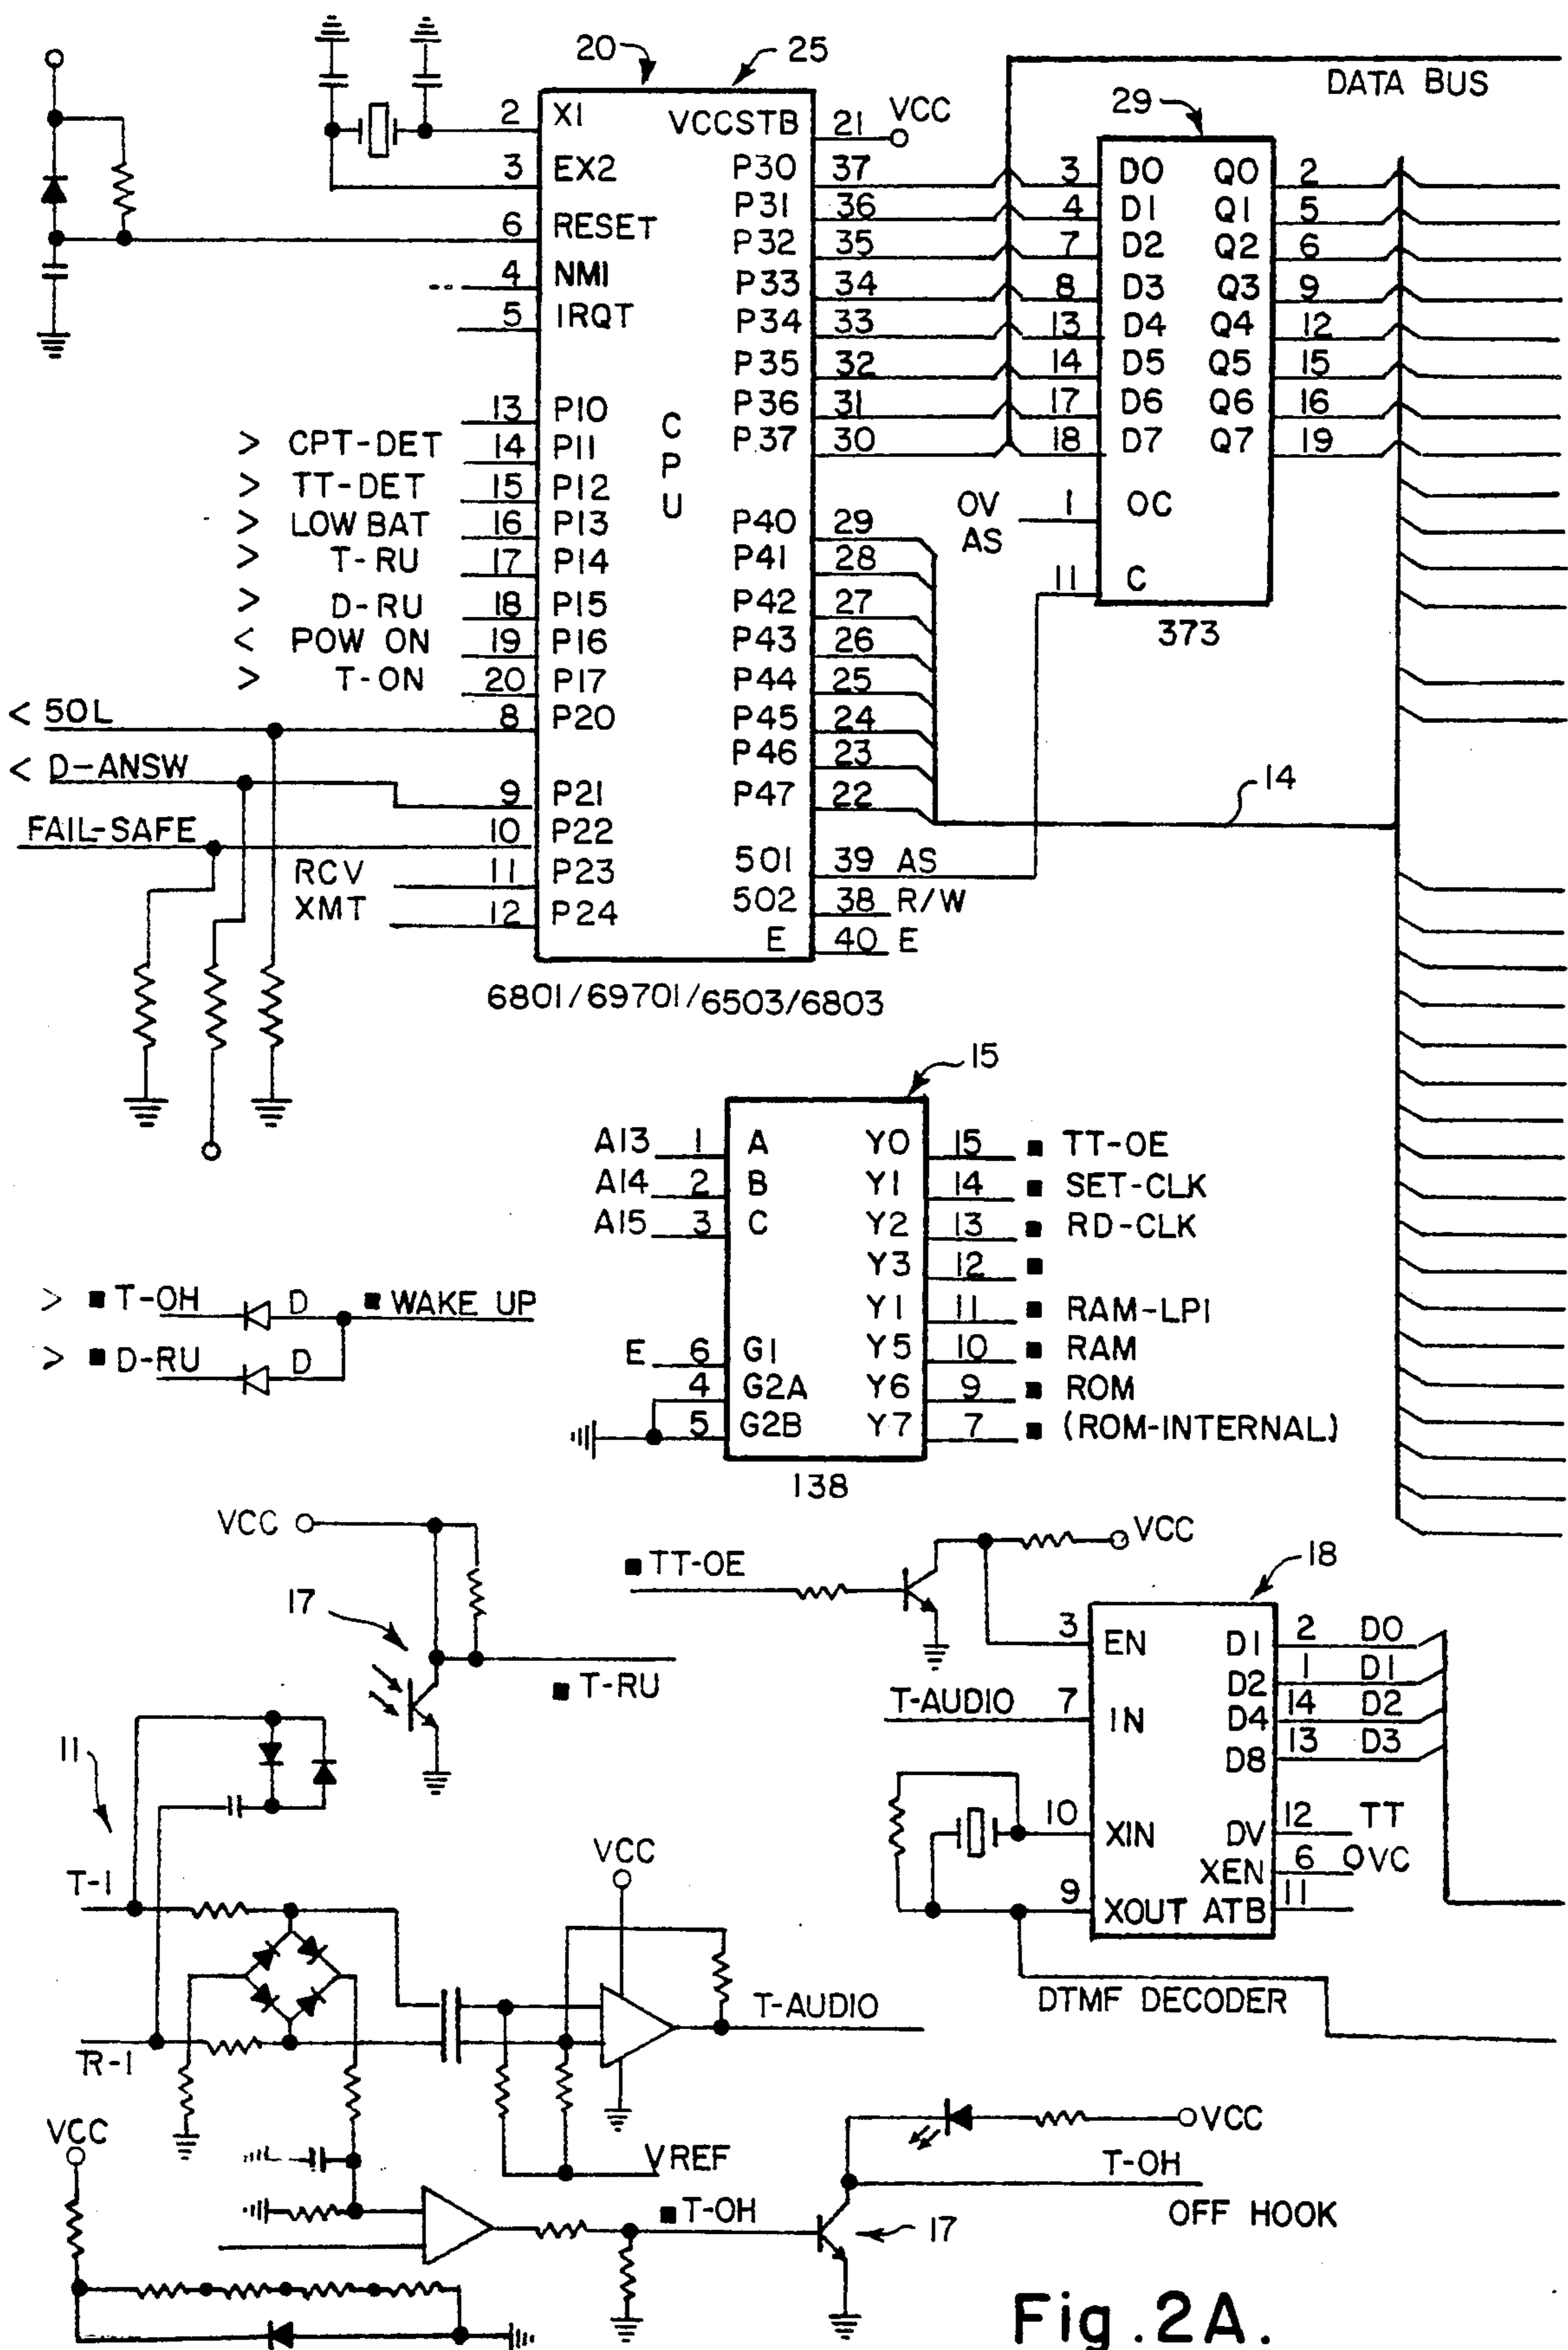 20
25
DATA BUS
29
2 X1
VCCSTB 21 VCC
3 EX2
P30 37
3 D0 Q0 2
P31 36
4 D1 Q1 5
6 RESET
P32 35
7 D2 Q2 6
4 NMI
P33 34
8 D3 Q3 9
5 IRQT
P34 33
13 D4 Q4 12
P35 32
14 D5 Q5 15
13 P10
P36 31
17 D6 Q6 16
> CPT-DET 14 P11
P37 30
18 D7 Q7 19
CPU
> TT-DET 15 P12
0V 1 OC
AS
> LOW BAT 16 P13
P40 29
> T-RU 17 P14
P41 28
11 C
> D-RU 18 P15
P42 27
373
< POW ON 19 P16
P43 26
> T-ON 20 P17
P44 25
< 50L 8 P20
P45 24
P46 23
< D-ANSW 9 P21
P47 22
14
FAIL-SAFE 10 P22
RCV 11 P23
501 39 AS
XMT 12 P24
502 38 R/W
E 40 E
6801/69701/6503/6803
15
A13 1 A Y0 15 ■ TT-OE
A14 2 B Y1 14 ■ SET-CLK
A15 3 C Y2 13 ■ RD-CLK
Y3 12 ■
> ■ T-OH D ■ WAKE UP
Y1 11 ■ RAM-LP1
> ■ D-RU D
E 6 G1 Y5 10 ■ RAM
4 G2A Y6 9 ■ ROM
5 G2B Y7 7 ■ (ROM-INTERNAL)
138
VCC
■ TT-OE
VCC
18
17
3 EN D1 2 D0
■ T-RU
D2 1 D1
T-AUDIO 7 IN D4 14 D2
D8 13 D3
11
10 XIN DV 12 TT
XEN 6 0VC
9 XOUT ATB 11
DTMF DECODER
VCC
T-1
T-AUDIO
R-1
VCC
VREF
VCC
T-OH
■ T-OH
OFF HOOK
17
Fig. 2A.